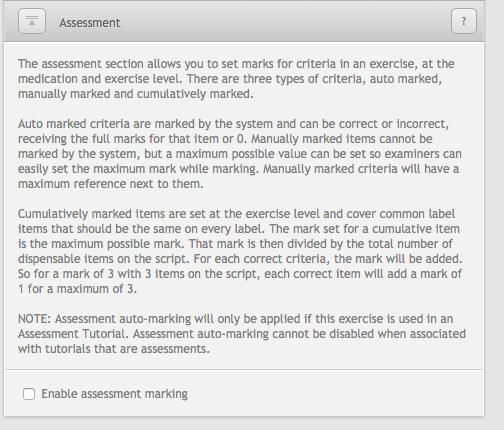 Assessment
?
The assessment section allows you to set marks for criteria in an exercise, at the
medication and exercise level. There are three types of criteria, auto marked,
manually marked and cumulatively marked.
Auto marked criteria are marked by the system and can be correct or incorrect,
receiving the full marks for that item or 0. Manually marked items cannot be
marked by the system, but a maximum possible value can be set so examiners can
easily set the maximum mark while marking. Manually marked criteria will have a
maximum reference next to them.
Cumulatively marked items are set at the exercise level and cover common label
items that should be the same on every label. The mark set for a cumulative item
is the maximum possible mark. That mark is then divided by the total number of
dispensable items on the script. For each correct criteria, the mark will be added.
So for a mark of 3 with 3 items on the script, each correct item will add a mark of
1 for a maximum of 3.
NOTE: Assessment auto-marking will only be applied if this exercise is used in an
Assessment Tutorial. Assessment auto-marking cannot be disabled when associated
with tutorials that are assessments.
Enable assessment marking